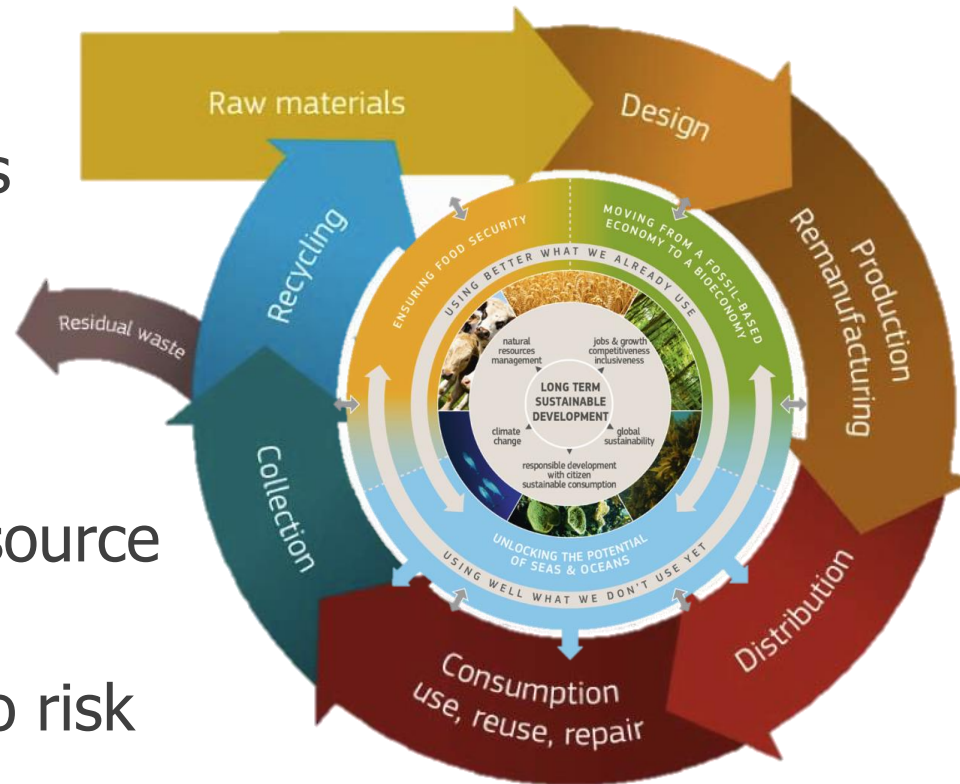 s
source
o risk
Raw materials
Design
Production
Remanufacturing
Distribution
Consumption
use, reuse, repair
Collection
Recycling
Residual waste
ENSURING FOOD SECURITY
MOVING FROM A FOSSIL-BASED
ECONOMY TO A BIOECONOMY
USING BETTER WHAT WE ALREADY USE
natural
resources
management
jobs & growth
competitiveness
inclusiveness
LONG TERM
SUSTAINABLE
DEVELOPMENT
climate
change
global
sustainability
responsible development
with citizen
sustainable consumption
UNLOCKING THE POTENTIAL
OF SEAS & OCEANS
USING WELL WHAT WE DON'T USE YET